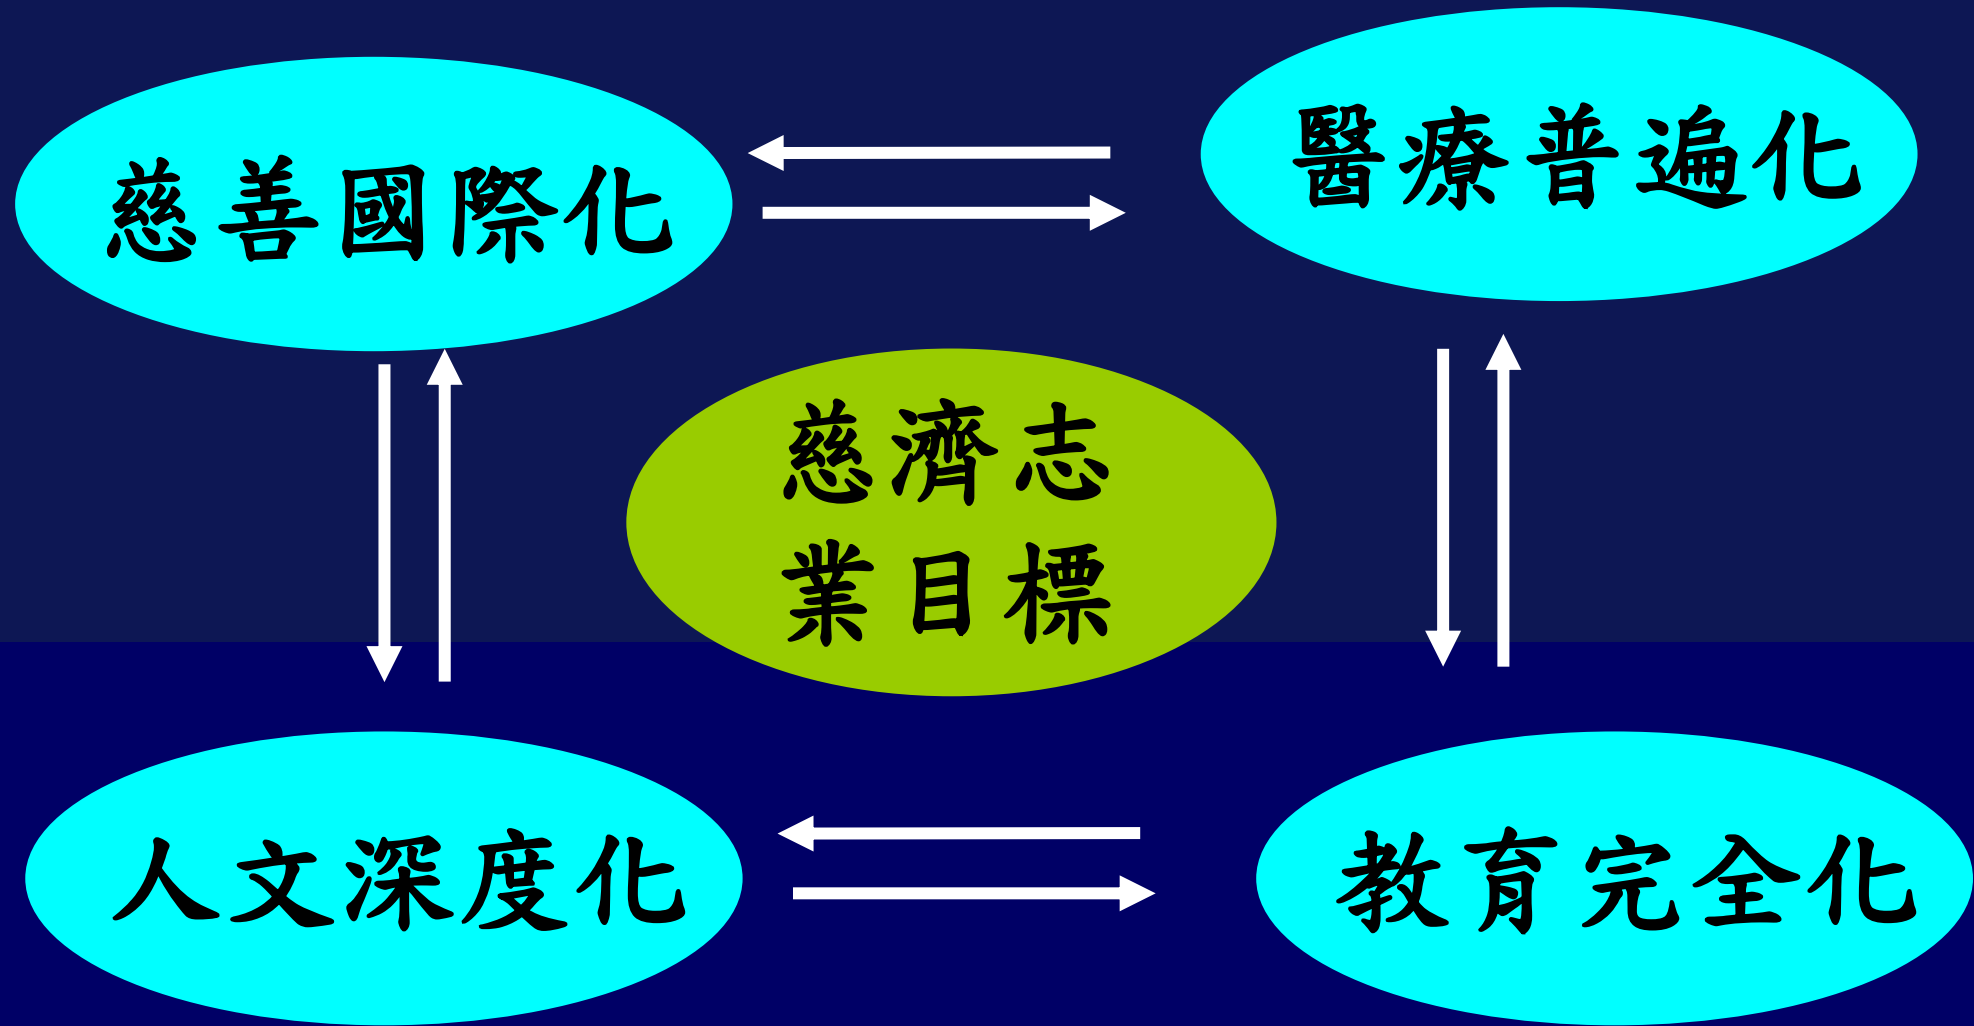 慈善國際化
醫療普遍化
慈濟志
業目標
人文深度化
教育完全化